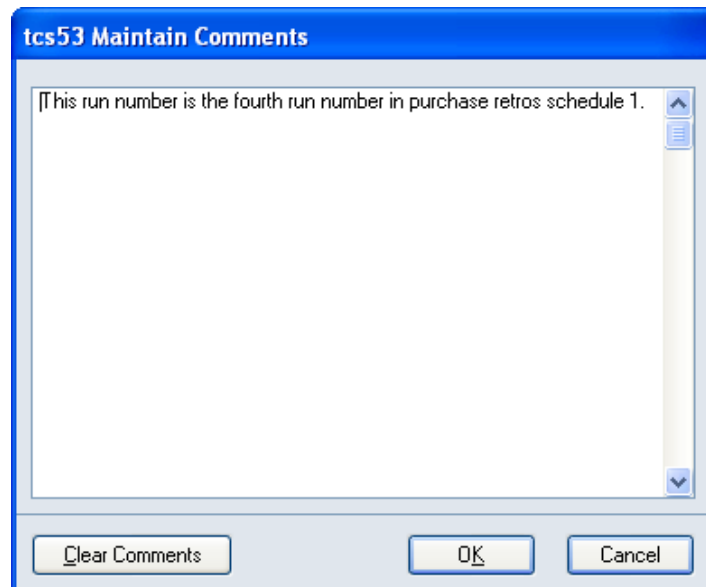 tcs53 Maintain Comments
This run number is the fourth run number in purchase retros schedule 1.
Clear Comments
OK
Cancel